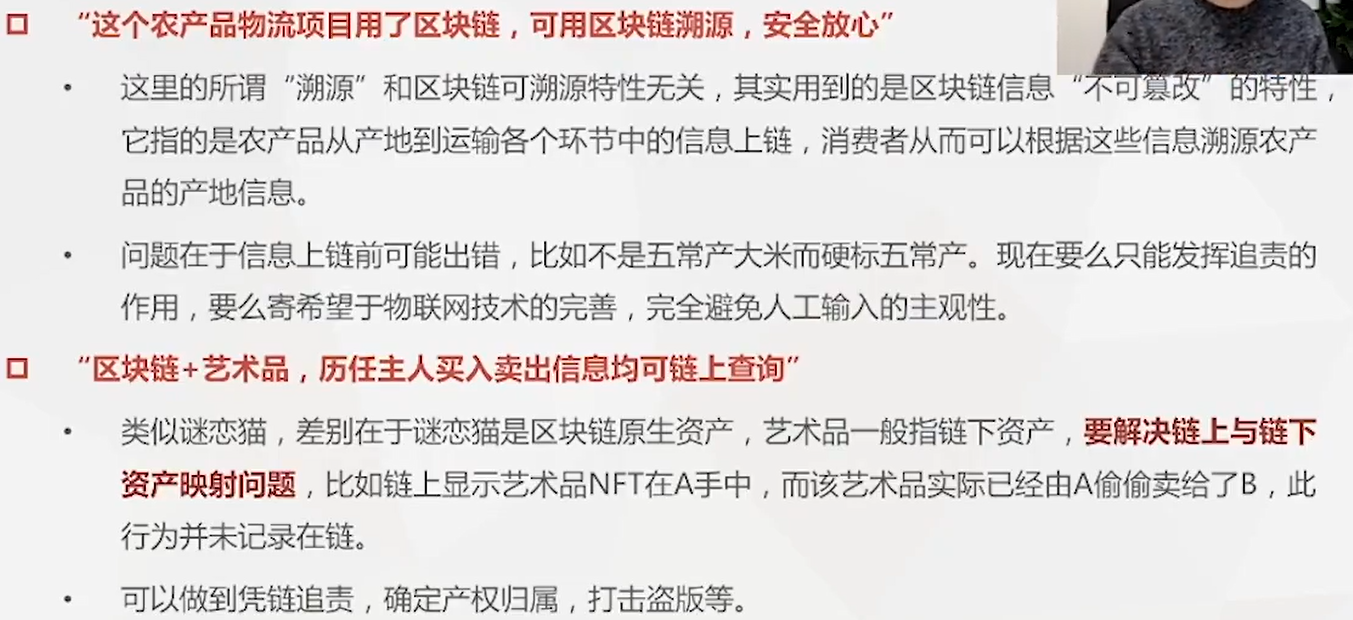 “这个农产品物流项目用了区块链，可用区块链溯源，安全放心”
• 这里的所谓“溯源”和区块链可溯源特性无关，其实用到的是区块链信息“不可篡改”的特性，
它指的是农产品从产地到运输各个环节中的信息上链，消费者从而可以根据这些信息溯源农产
品的产地信息。
• 问题在于信息上链前可能出错，比如不是五常产大米而硬标五常产。现在要么只能发挥追责的
作用，要么寄希望于物联网技术的完善，完全避免人工输入的主观性。
“区块链+艺术品，历任主人买入卖出信息均可链上查询”
• 类似谜恋猫，差别在于谜恋猫是区块链原生资产，艺术品一般指链下资产，要解决链上与链下
资产映射问题，比如链上显示艺术品NFT在A手中，而该艺术品实际已经由A偷偷卖给了B，此
行为并未记录在链。
• 可以做到凭链追责，确定产权归属，打击盗版等。